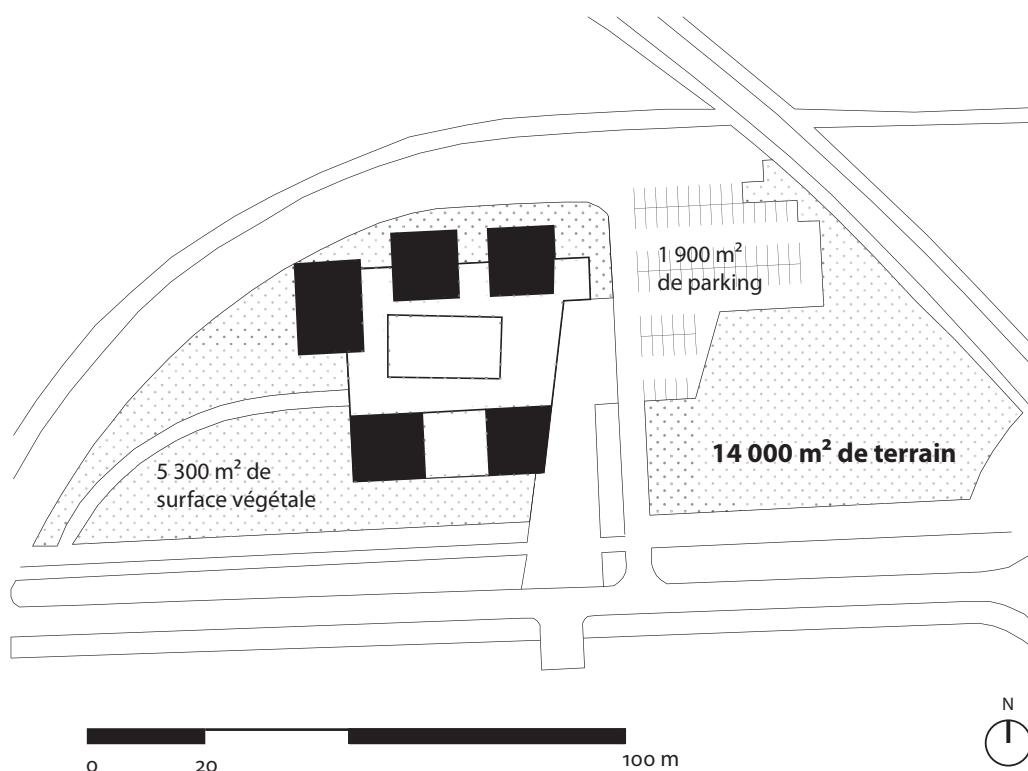 1 900 m²
de parking
14 000 m² de terrain
5 300 m² de
surface végétale
N
0 20 100 m